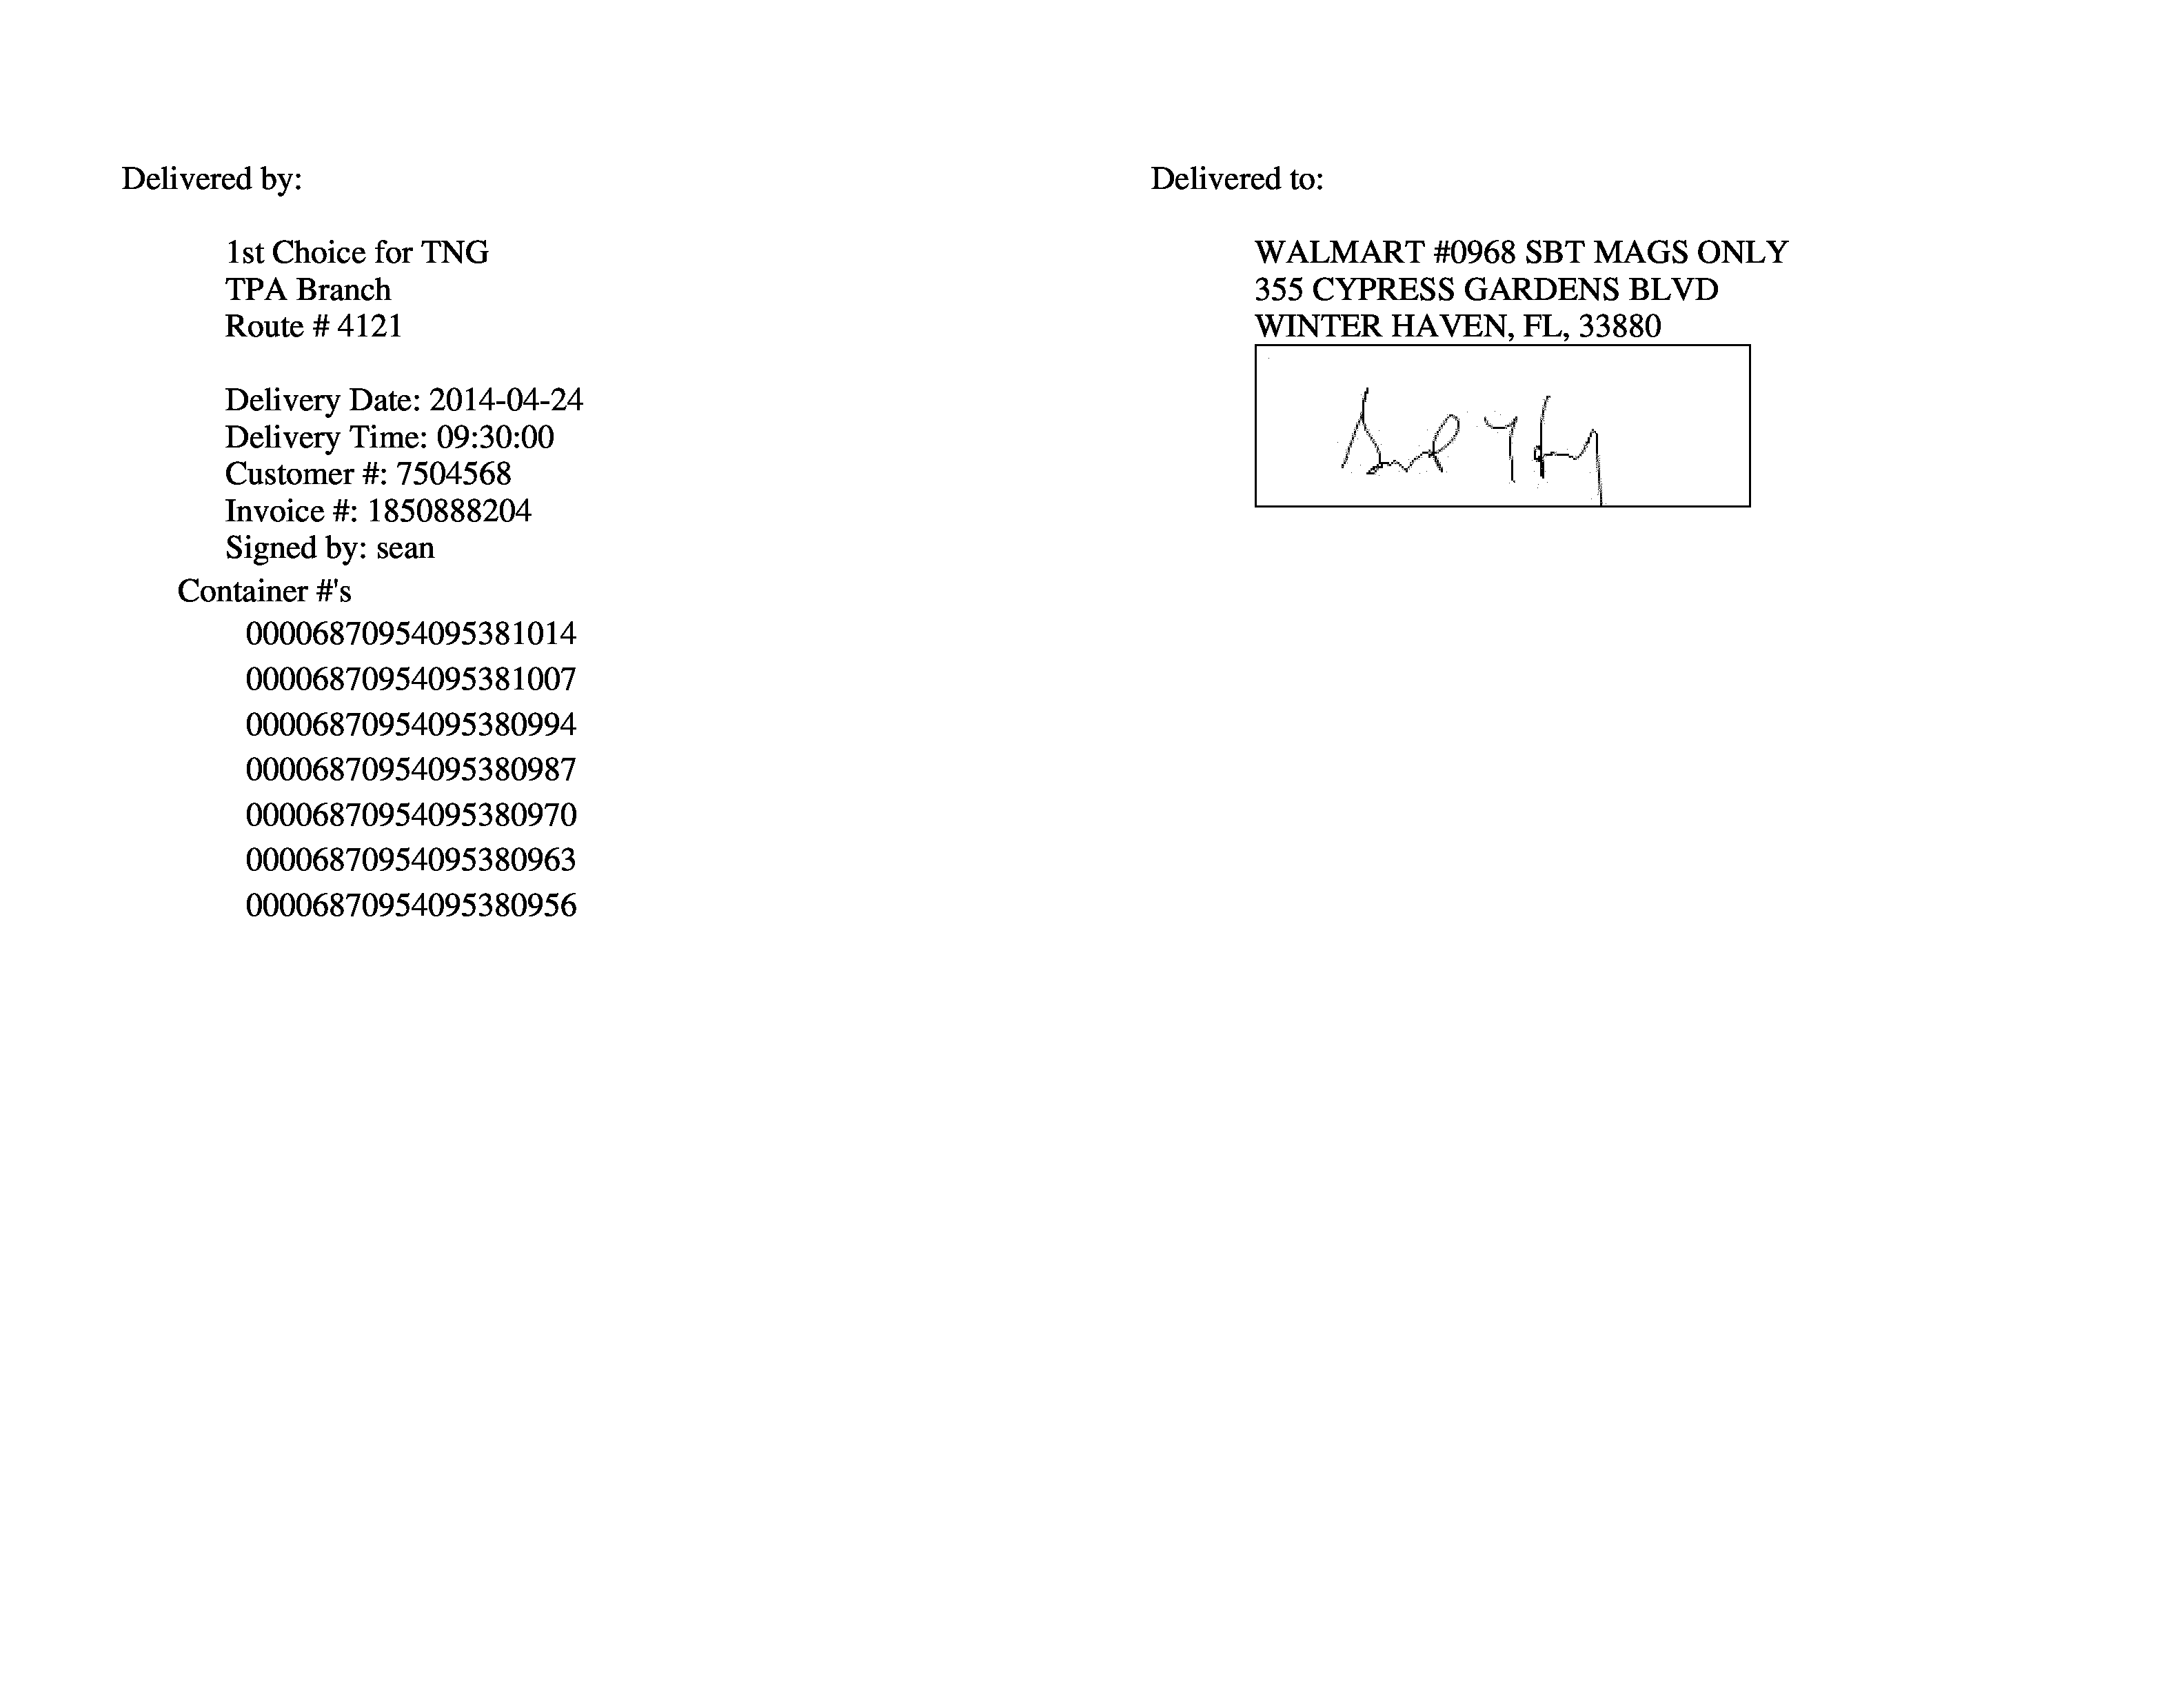 Delivered by:
1st Choice for TNG
TPA Branch
Route # 4121
Delivery Date: 2014-04-24
Delivery Time: 09:30:00
Customer #: 7504568
Invoice #: 1850888204
Signed by: sean
Container #'s
00006870954095381014
00006870954095381007
00006870954095380994
00006870954095380987
00006870954095380970
00006870954095380963
00006870954095380956
Delivered to:
WALMART #0968 SBT MAGS ONLY
355 CYPRESS GARDENS BLVD
WINTER HAVEN, FL, 33880